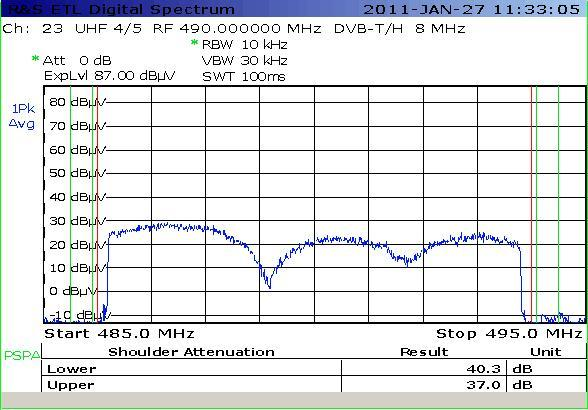 R&S ETL Digital Spectrum 2011-JAN-27 11:33:05
Ch: 23 UHF 4/5 RF 490.000000 MHz DVB-T/H 8 MHz
* RBW 10 kHz
* Att 0 dB VBW 30 kHz
ExpLvl 87.00 dBµV SWT 100ms
1Pk
Avg
80 dBµV
70 dBµV
60 dBµV
50 dBµV
40 dBµV
30 dBµV
20 dBµV
10 dBµV
0 dBµV
-10 dBµV
Start 485.0 MHz Stop 495.0 MHz
PSPA Shoulder Attenuation Result Unit
Lower 40.3 dB
Upper 37.0 dB